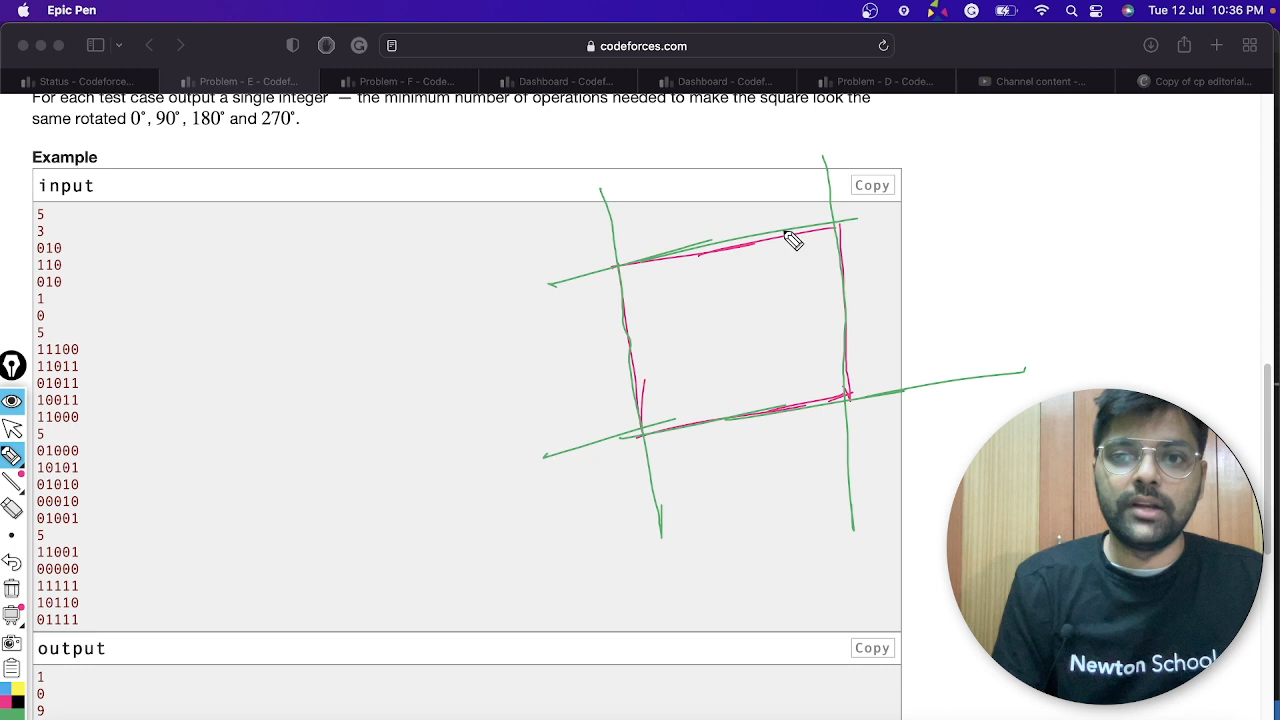 Epic Pen
Tue 12 Jul 10:36 PM
codeforces.com
Status - Codeforce...
Problem - E - Codef...
Problem - F - Code...
Dashboard - Codef...
Dashboard - Codef...
Problem - D - Code...
Channel content -...
Copy of cp editorial...
For each test case output a single integer — the minimum number of operations needed to make the square look the
same rotated 0°, 90°, 180° and 270°.
Example
input
Copy
5
3
010
110
010
1
0
5
11100
11011
01011
10011
11000
5
01000
10101
01010
00010
01001
5
11001
00000
11111
10110
01111
output
Copy
1
0
9
Newton School